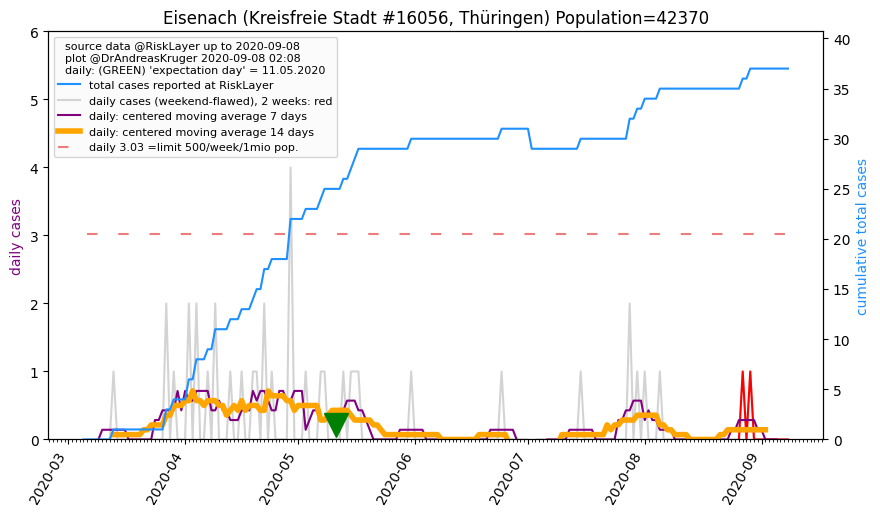 Eisenach (Kreisfreie Stadt #16056, Thüringen) Population=42370
source data @RiskLayer up to 2020-09-08
plot @DrAndreasKruger 2020-09-08 02:08
daily: (GREEN) 'expectation day' = 11.05.2020
total cases reported at RiskLayer
daily cases (weekend-flawed), 2 weeks: red
daily: centered moving average 7 days
daily: centered moving average 14 days
daily 3.03 =limit 500/week/1mio pop.
daily cases
6
5
4
3
2
1
0
cumulative total cases
40
35
30
25
20
15
10
5
0
2020-03
2020-04
2020-05
2020-06
2020-07
2020-08
2020-09